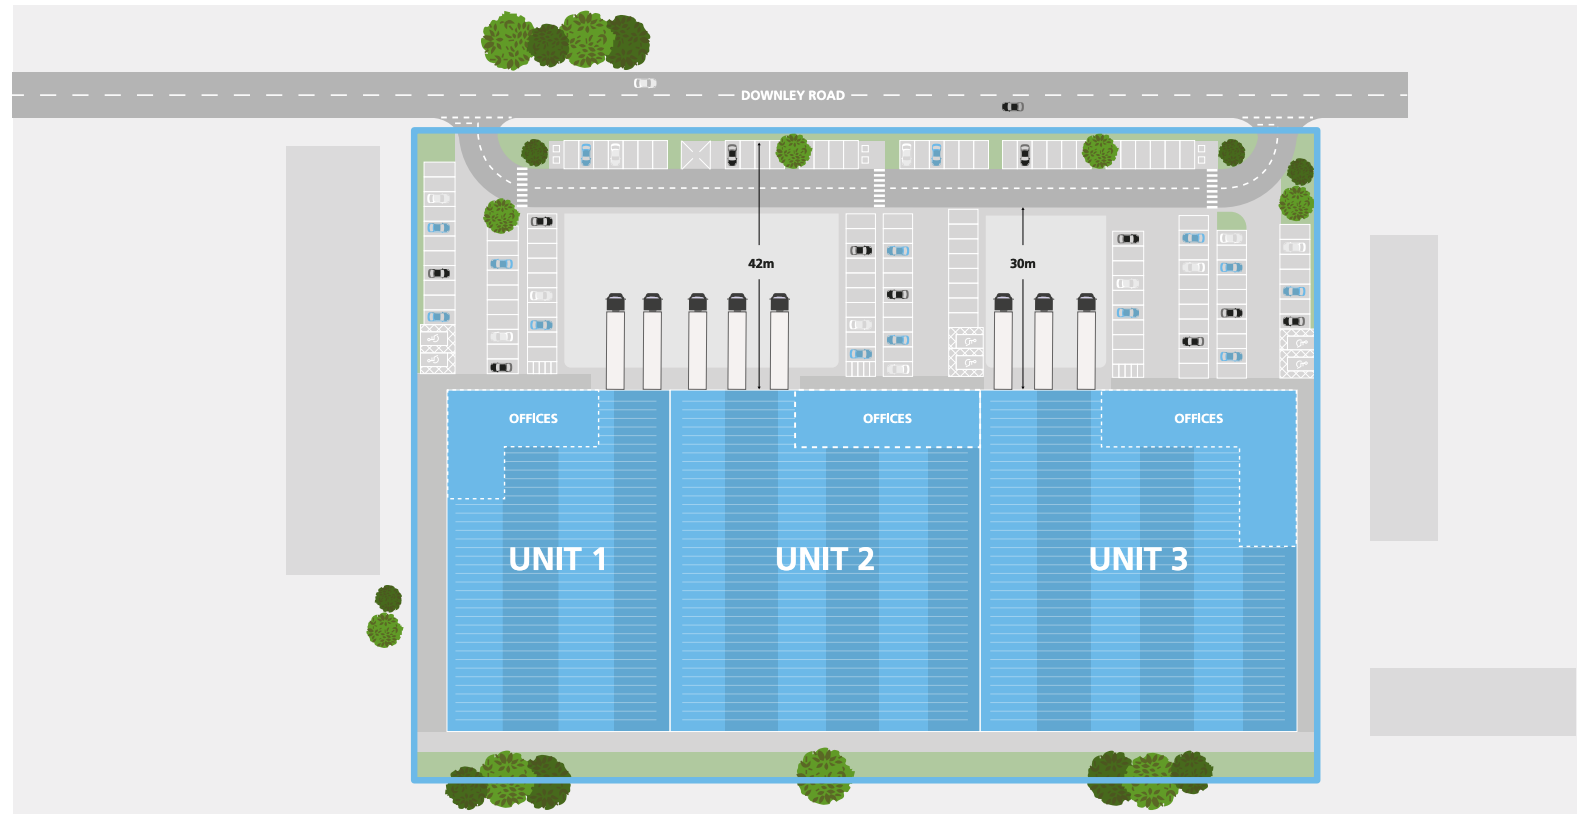 DOWNLEY ROAD
42m
30m
OFFICES
OFFICES
OFFICES
UNIT 1
UNIT 2
UNIT 3